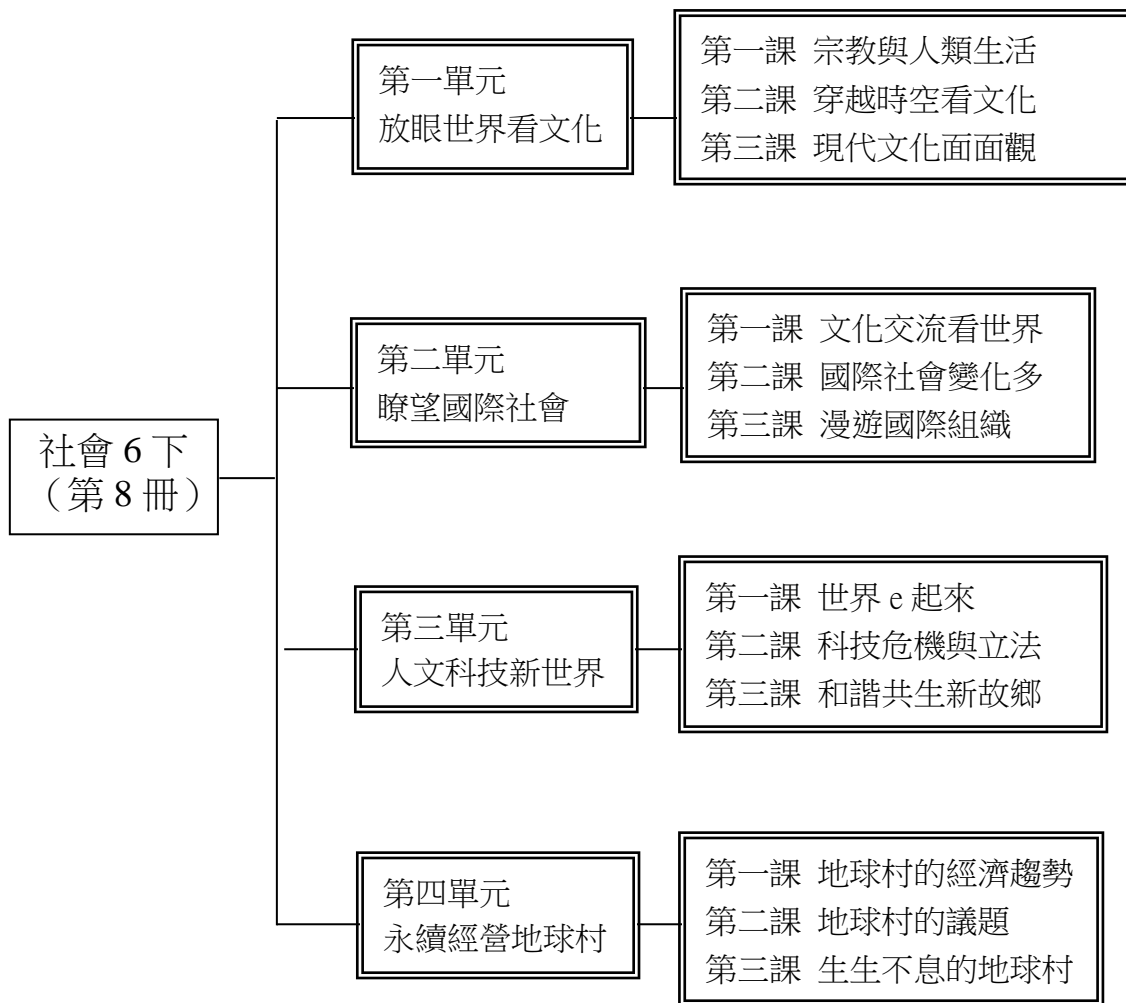 社會 6 下
（第 8 冊）
第一單元
放眼世界看文化
第一課 宗教與人類生活
第二課 穿越時空看文化
第三課 現代文化面面觀
第二單元
瞭望國際社會
第一課 文化交流看世界
第二課 國際社會變化多
第三課 漫遊國際組織
第三單元
人文科技新世界
第一課 世界 e 起來
第二課 科技危機與立法
第三課 和諧共生新故鄉
第四單元
永續經營地球村
第一課 地球村的經濟趨勢
第二課 地球村的議題
第三課 生生不息的地球村